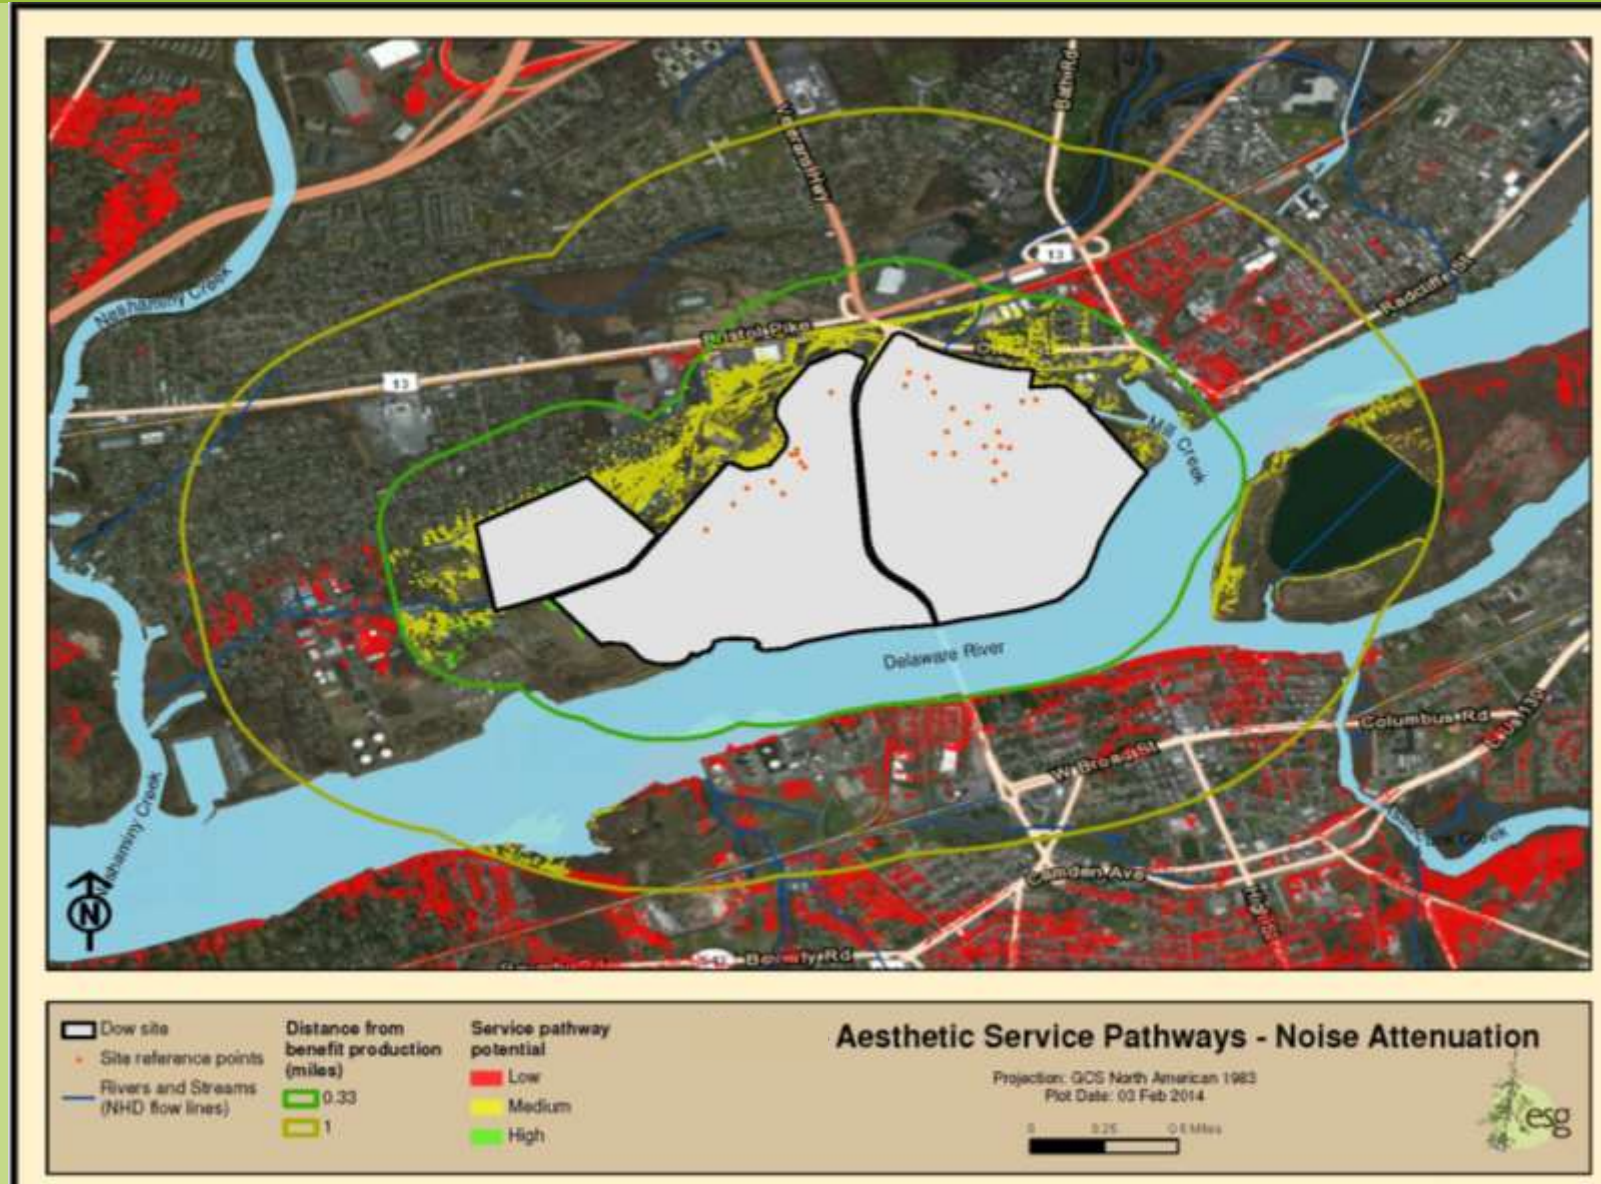 Bath Rd
Veterans Hwy
13
Neshaminy Creek
Radcliffe St
Bristol Pike
13
Mill Creek
Delaware River
Columbus Rd
W Broad St
Neshaminy Creek
Camden Ave
High St
Beverly Rd
N
Dow site
Site reference points
Rivers and Streams
(NHD flow lines)
Distance from
benefit production
(miles)
0.33
1
Service pathway
potential
Low
Medium
High
Aesthetic Service Pathways - Noise Attenuation
Projection: GCS North American 1983
Plot Date: 03 Feb 2014
0 0.25 0.5 Miles
esg